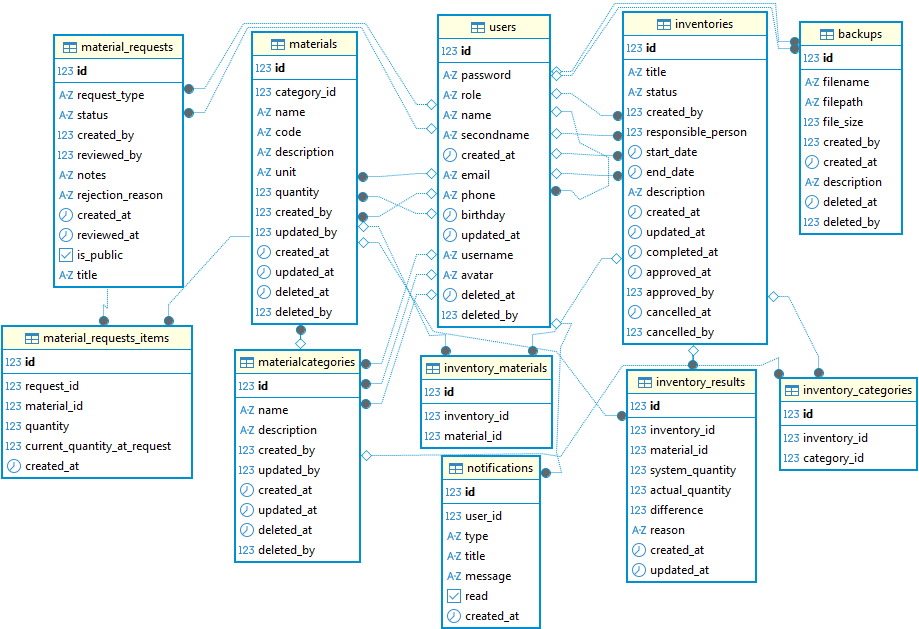 material_requests
123 id
A-Z request_type
A-Z status
123 created_by
123 reviewed_by
A-Z notes
A-Z rejection_reason
created_at
reviewed_at
is_public
A-Z title
materials
123 id
123 category_id
A-Z name
A-Z code
A-Z description
A-Z unit
123 quantity
123 created_by
123 updated_by
created_at
updated_at
deleted_at
123 deleted_by
users
123 id
A-Z password
A-Z role
A-Z name
A-Z secondname
created_at
A-Z email
A-Z phone
birthday
updated_at
A-Z username
A-Z avatar
deleted_at
123 deleted_by
inventories
123 id
A-Z title
A-Z status
123 created_by
123 responsible_person
start_date
end_date
A-Z description
created_at
updated_at
completed_at
approved_at
123 approved_by
cancelled_at
123 cancelled_by
backups
123 id
A-Z filename
A-Z filepath
123 file_size
123 created_by
created_at
A-Z description
deleted_at
123 deleted_by
material_requests_items
123 id
123 request_id
123 material_id
123 quantity
123 current_quantity_at_request
created_at
materialcategories
123 id
A-Z name
A-Z description
123 created_by
123 updated_by
created_at
updated_at
deleted_at
123 deleted_by
inventory_materials
123 id
123 inventory_id
123 material_id
notifications
123 id
123 user_id
A-Z type
A-Z title
A-Z message
read
created_at
inventory_results
123 id
123 inventory_id
123 material_id
123 system_quantity
123 actual_quantity
123 difference
A-Z reason
created_at
updated_at
inventory_categories
123 id
123 inventory_id
123 category_id